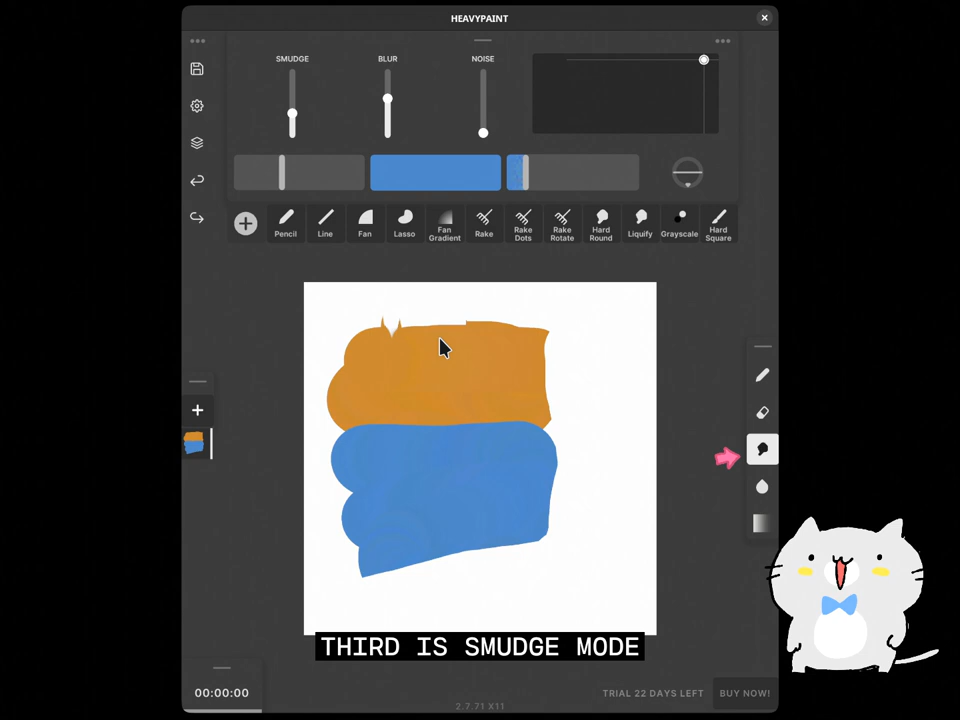 HEAVYPAINT
SMUDGE
BLUR
NOISE
Pencil
Line
Fan
Lasso
Fan
Gradient
Rake
Rake
Dots
Rake
Rotate
Hard
Round
Liquify
Grayscale
Hard
Square
THIRD IS SMUDGE MODE
00:00:00
TRIAL 22 DAYS LEFT
BUY NOW!
2.7.71 X11